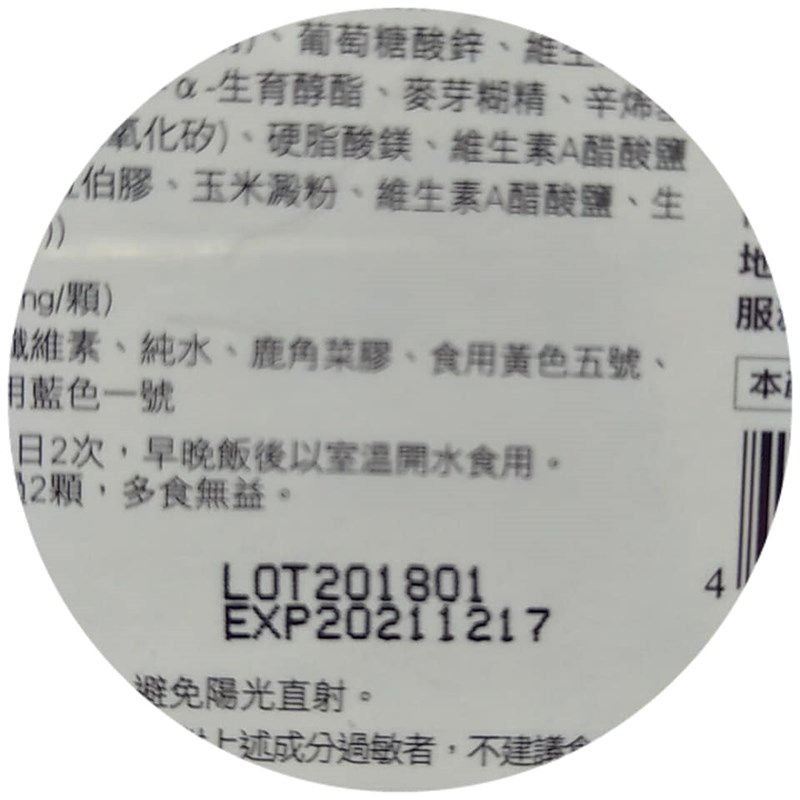 、葡萄糖酸鋅、維生
α-生育醇酯、麥芽糊精、辛烯
氧化矽)、硬脂酸鎂、維生素A醋酸鹽
伯膠、玉米澱粉、維生素A醋酸鹽、生
))
地
mg/顆)
服
纖維素、純水、鹿角菜膠、食用黃色五號、
用藍色一號
本
日2次，早晚飯後以室溫開水食用。
2顆，多食無益。
LOT201801
4
EXP20211217
避免陽光直射。
上述成分過敏者，不建議食